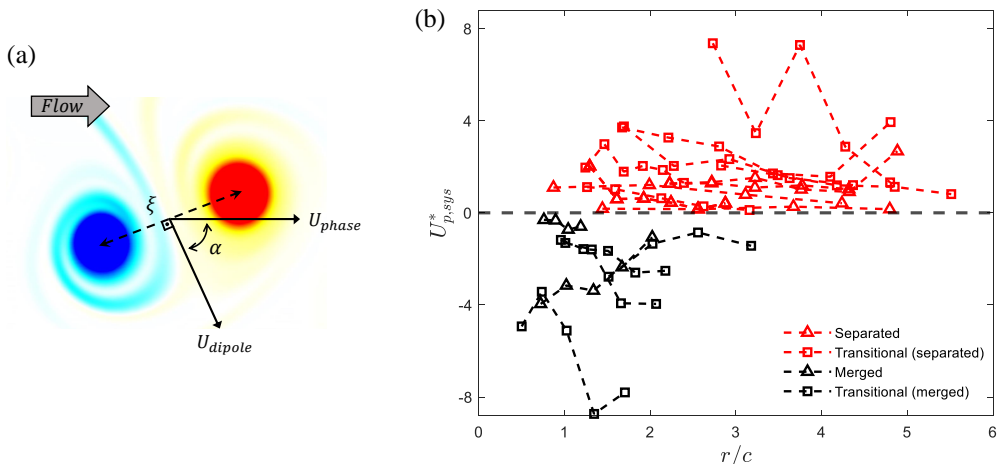 (a)
Flow
ξ
U_phase
α
U_dipole
(b)
U*_p,sys
8
4
0
-4
-8
0 1 2 3 4 5 6
r/c
Separated
Transitional (separated)
Merged
Transitional (merged)